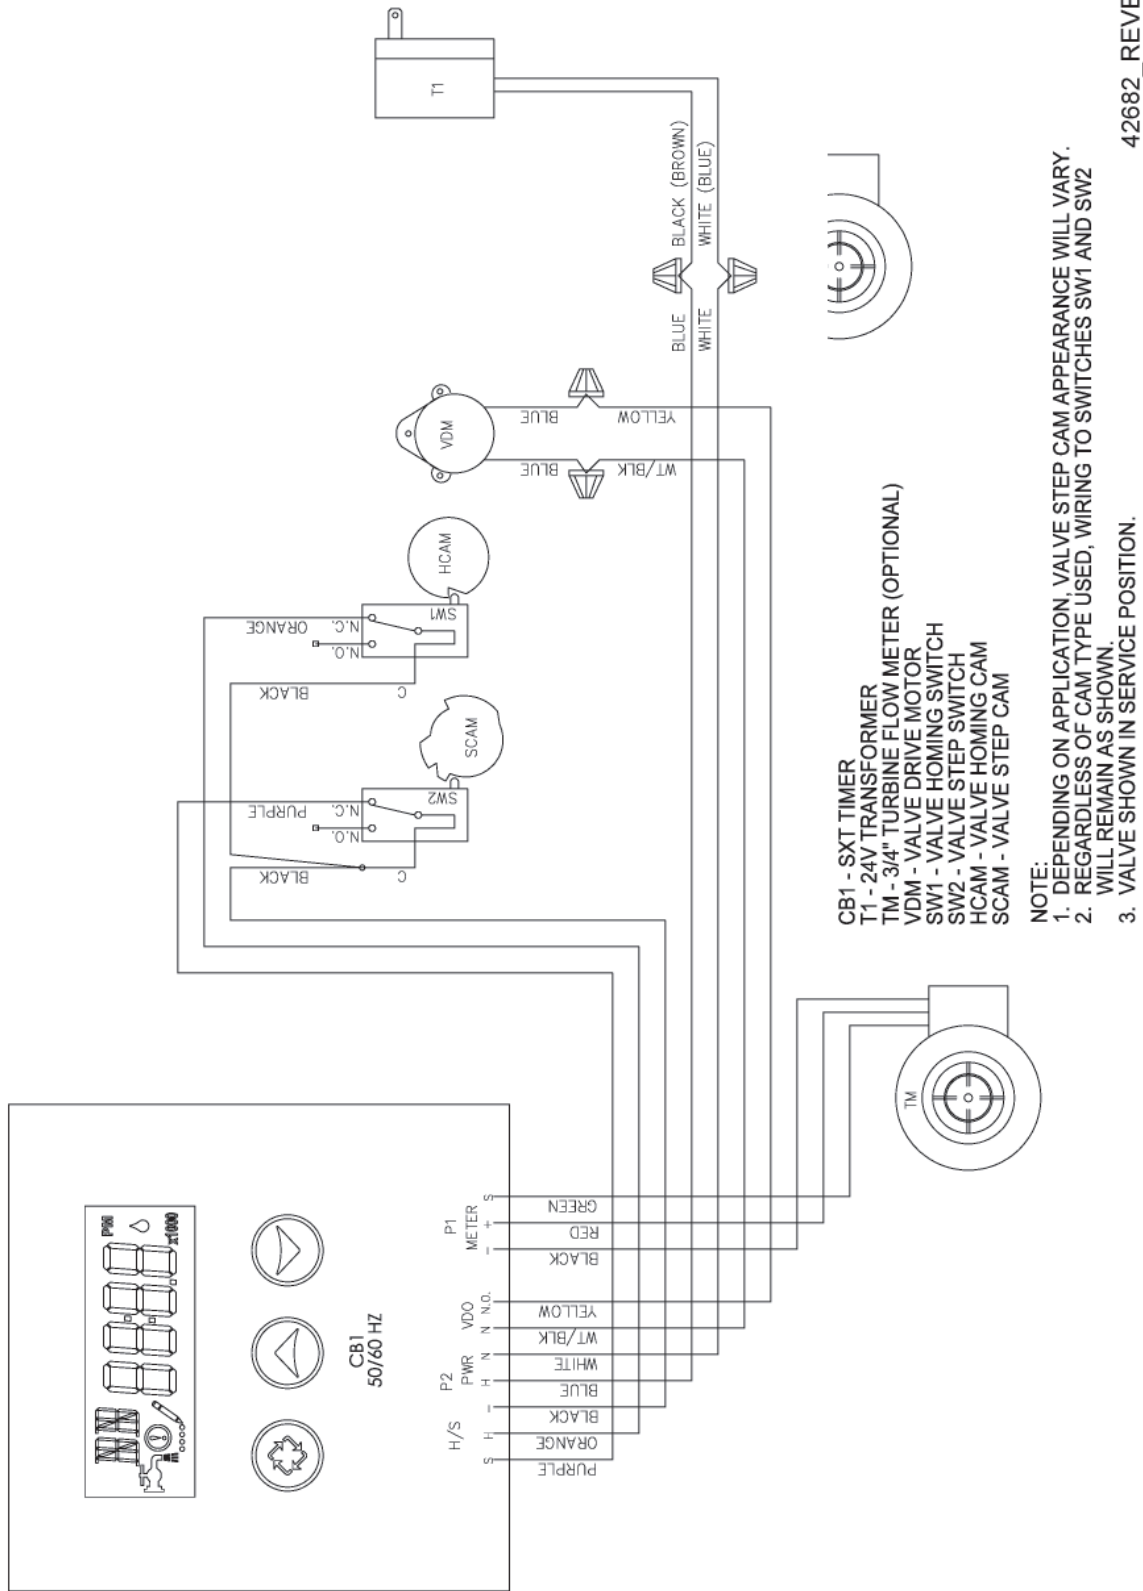 PM
x1000
CB1
50/60 HZ
H/S
P2
PWR
VDO
P1
METER
S
H
-
H
N
N
N.O.
-
+
S
PURPLE
ORANGE
BLACK
BLUE
WHITE
WT/BLK
YELLOW
BLACK
RED
GREEN
TM
BLACK
C
N.O.
N.C.
PURPLE
SW2
SCAM
BLACK
C
N.O.
N.C.
ORANGE
SW1
HCAM
VDM
BLUE
BLUE
WT/BLK
YELLOW
BLUE
BLACK (BROWN)
WHITE
WHITE (BLUE)
T1
CB1 - SXT TIMER
T1 - 24V TRANSFORMER
TM - 3/4" TURBINE FLOW METER (OPTIONAL)
VDM - VALVE DRIVE MOTOR
SW1 - VALVE HOMING SWITCH
SW2 - VALVE STEP SWITCH
HCAM - VALVE HOMING CAM
SCAM - VALVE STEP CAM
NOTE:
1. DEPENDING ON APPLICATION, VALVE STEP CAM APPEARANCE WILL VARY.
2. REGARDLESS OF CAM TYPE USED, WIRING TO SWITCHES SW1 AND SW2
WILL REMAIN AS SHOWN.
3. VALVE SHOWN IN SERVICE POSITION.